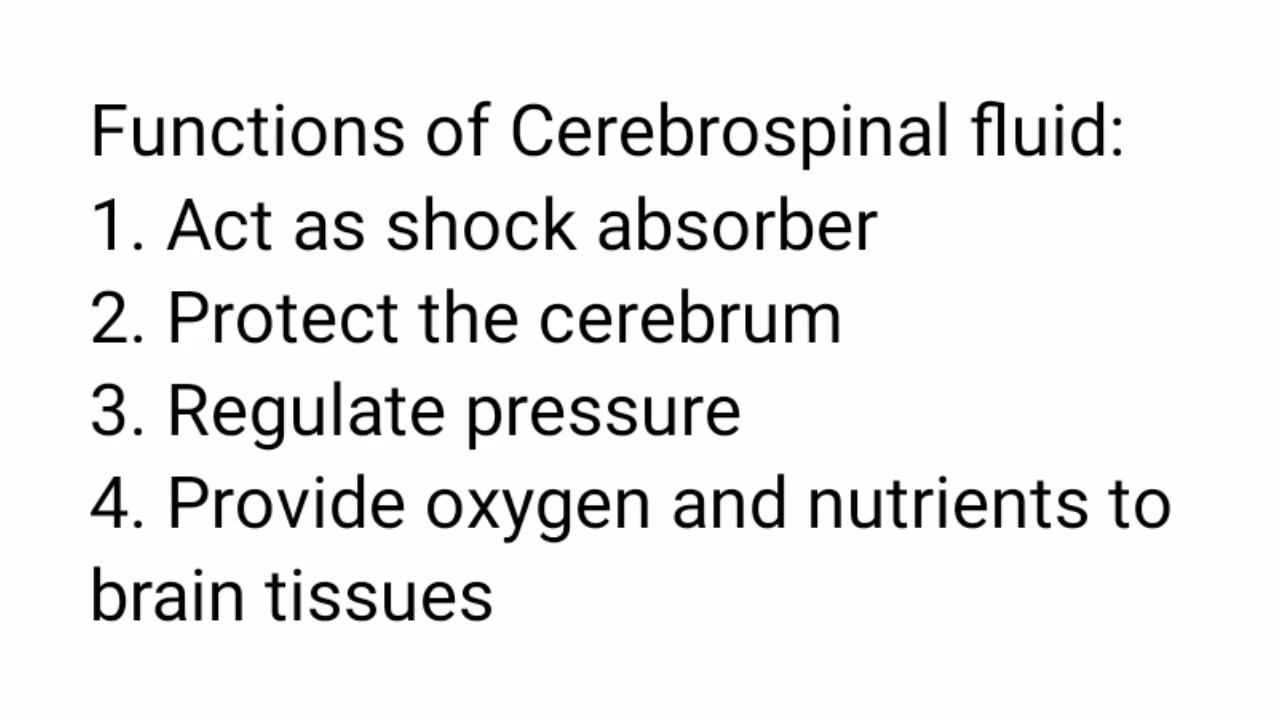 Functions of Cerebrospinal fluid:
1. Act as shock absorber
2. Protect the cerebrum
3. Regulate pressure
4. Provide oxygen and nutrients to
brain tissues